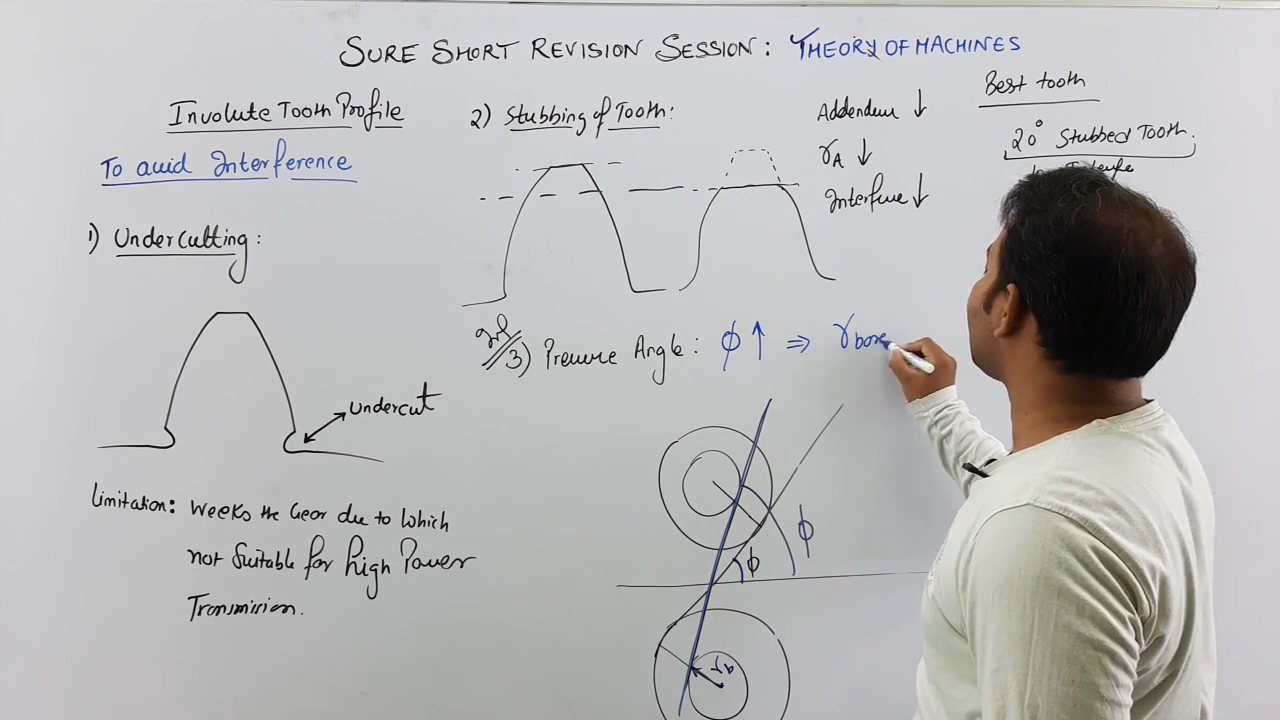 SURE SHORT REVISION SESSION: THEORY OF MACHINES
Involute Tooth Profile
To auid Interference
1) Undercutting:
Undercut
Limitation: Weeks the Gear due to Which
not Suitable for high Power
Transmission.
2) Stubbing of Tooth:
Addendum ↓
rA ↓
Interfuce ↓
Best tooth
20° Stubbed Tooth.
3) Pressure Angle: ϕ ↑ ⇒ rbase
ϕ
ϕ